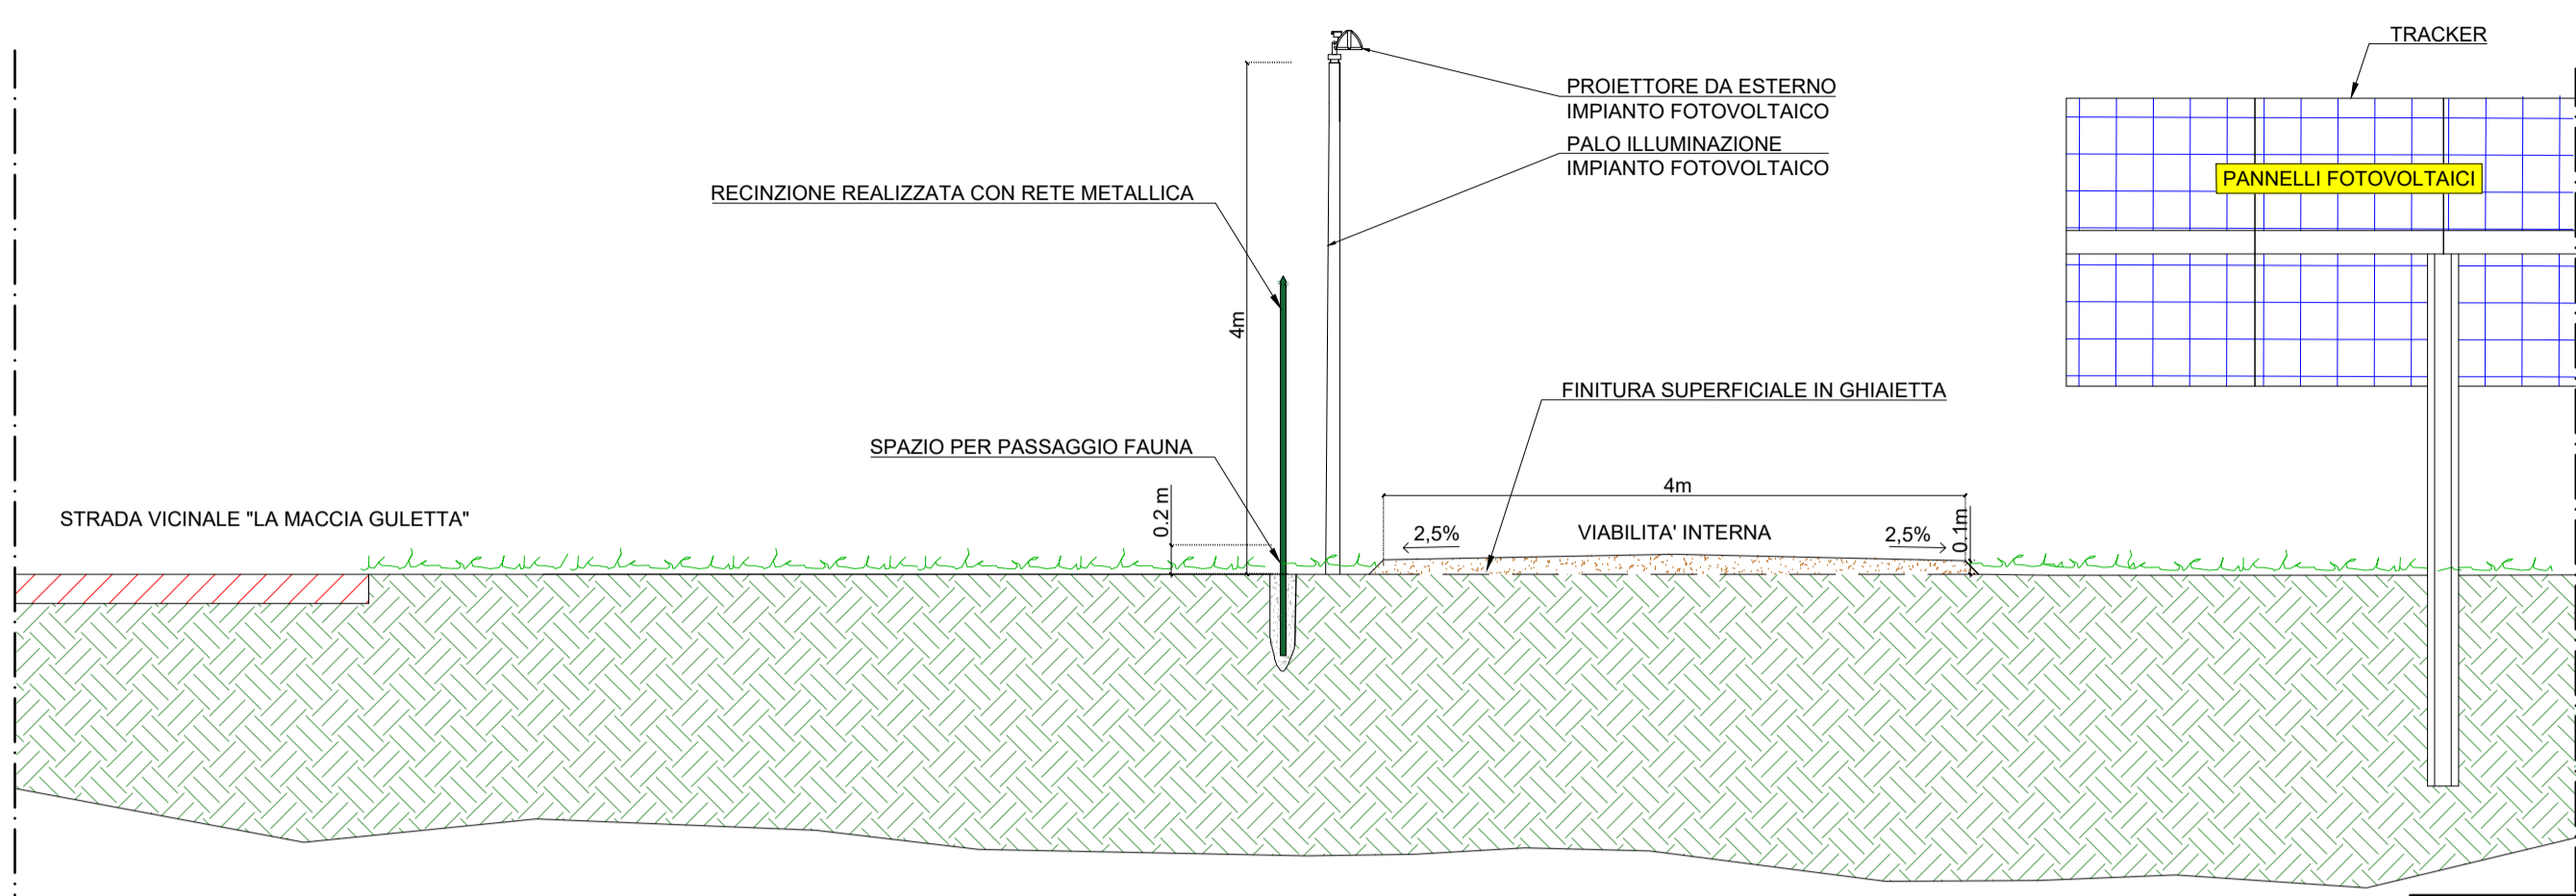 TRACKER
PROIETTORE DA ESTERNO
IMPIANTO FOTOVOLTAICO
PALO ILLUMINAZIONE
IMPIANTO FOTOVOLTAICO
PANNELLI FOTOVOLTAICI
RECINZIONE REALIZZATA CON RETE METALLICA
4m
FINITURA SUPERFICIALE IN GHIAIETTA
SPAZIO PER PASSAGGIO FAUNA
4m
0.2 m
STRADA VICINALE "LA MACCIA GULETTA"
2,5%
VIABILITA' INTERNA
2,5%
0.1m